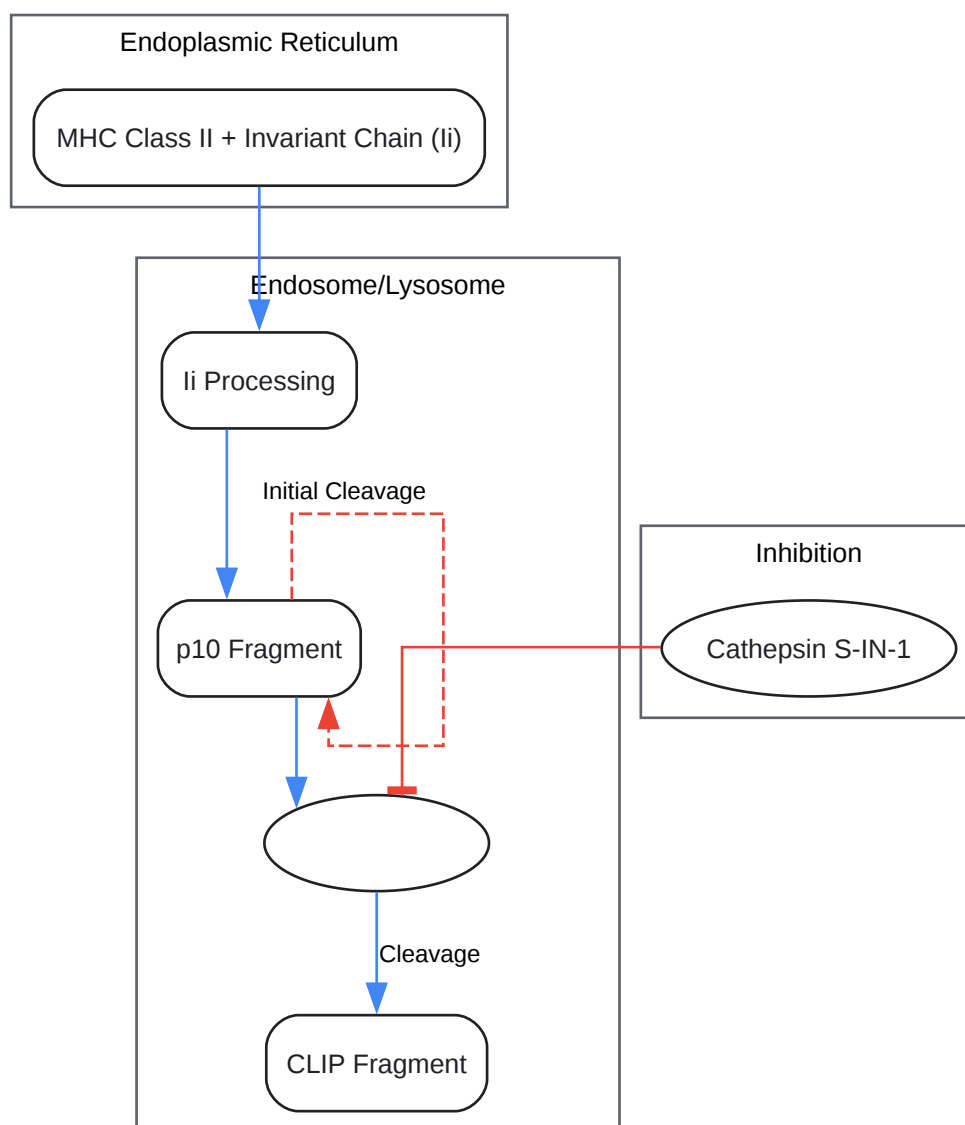 Endoplasmic Reticulum
MHC Class II + Invariant Chain (Ii)
Endosome/Lysosome
Ii Processing
Initial Cleavage
Inhibition
p10 Fragment
Cathepsin S-IN-1
Cleavage
CLIP Fragment